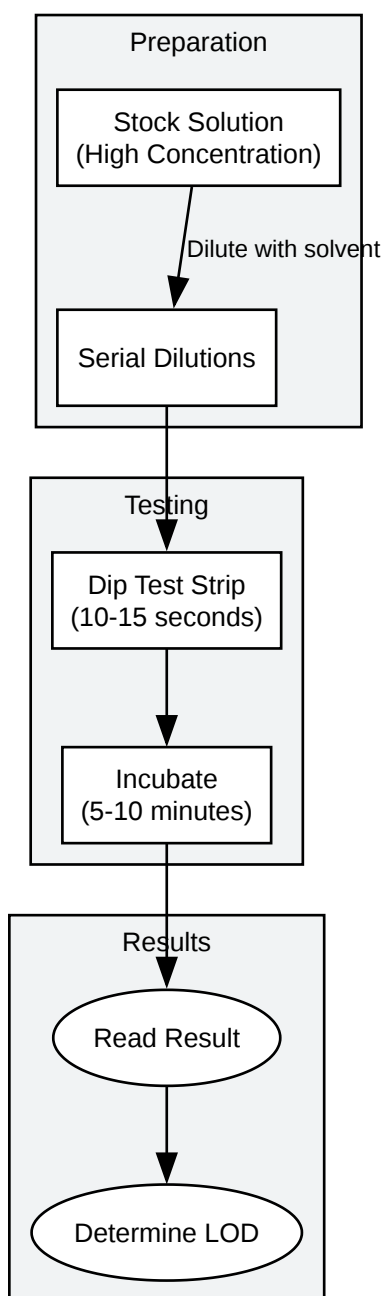 Preparation
Stock Solution
(High Concentration)
Dilute with solvent
Serial Dilutions
Testing
Dip Test Strip
(10-15 seconds)
Incubate
(5-10 minutes)
Results
Read Result
Determine LOD